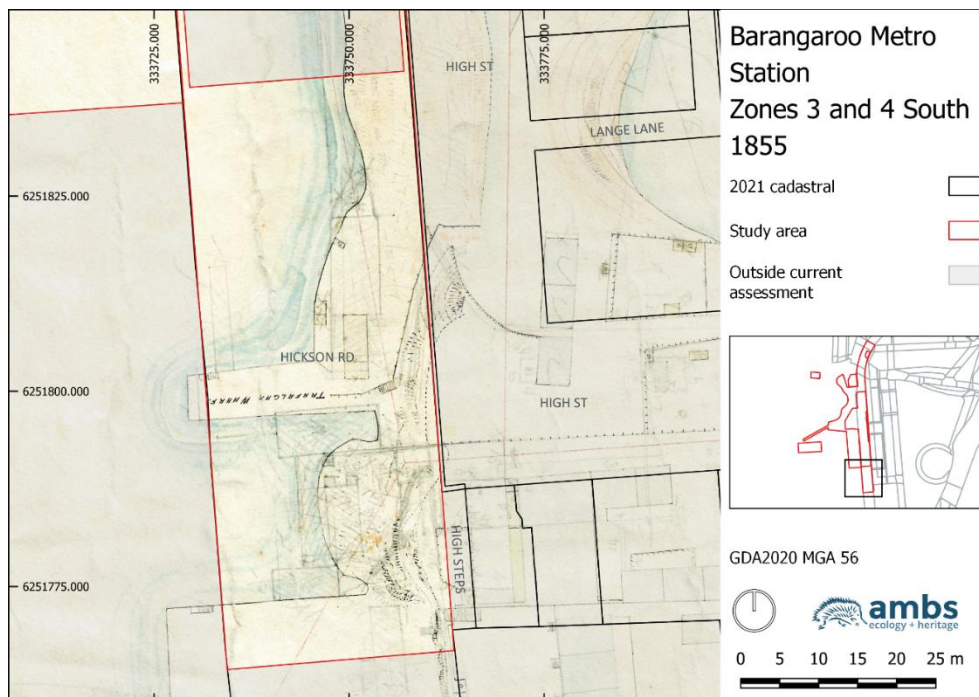 333725.000
333750.000
333775.000
HIGH ST
LANGE LANE
6251825.000
HICKSON RD
6251800.000
TRAFALGAR WHARF
HIGH ST
6251775.000
HIGH STEPS
Barangaroo Metro
Station
Zones 3 and 4 South
1855
2021 cadastral
Study area
Outside current
assessment
GDA2020 MGA 56
ambs
ecology + heritage
0 5 10 15 20 25 m